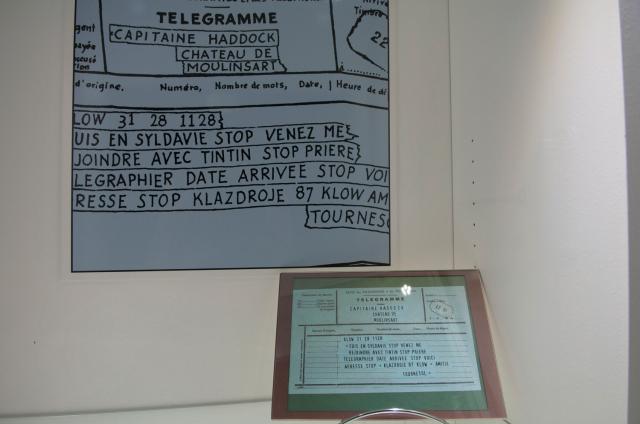 TELEGRAMME
CAPITAINE HADDOCK
CHATEAU DE
MOULINSART
d'origine, Numéro, Nombre de mots, Date, Heure de dé
LOW 31 28 1128
UIS EN SYLDAVIE STOP VENEZ ME
JOINDRE AVEC TINTIN STOP PRIERE
LEGRAPHIER DATE ARRIVEE STOP VOI
RESSE STOP KLAZDROJE 87 KLOW AM
TOURNES
TELEGRAMME
CAPITAINE HADDOCK
CHATEAU DE
MOULINSART
KLOW 31 28 1128
SUIS EN SYLDAVIE STOP VENEZ ME
REJOINDRE AVEC TINTIN STOP PRIERE
TELEGRAPHIER DATE ARRIVEE STOP VOICI
ADRESSE STOP KLAZDROJE 87 KLOW AMITIE
TOURNESOL